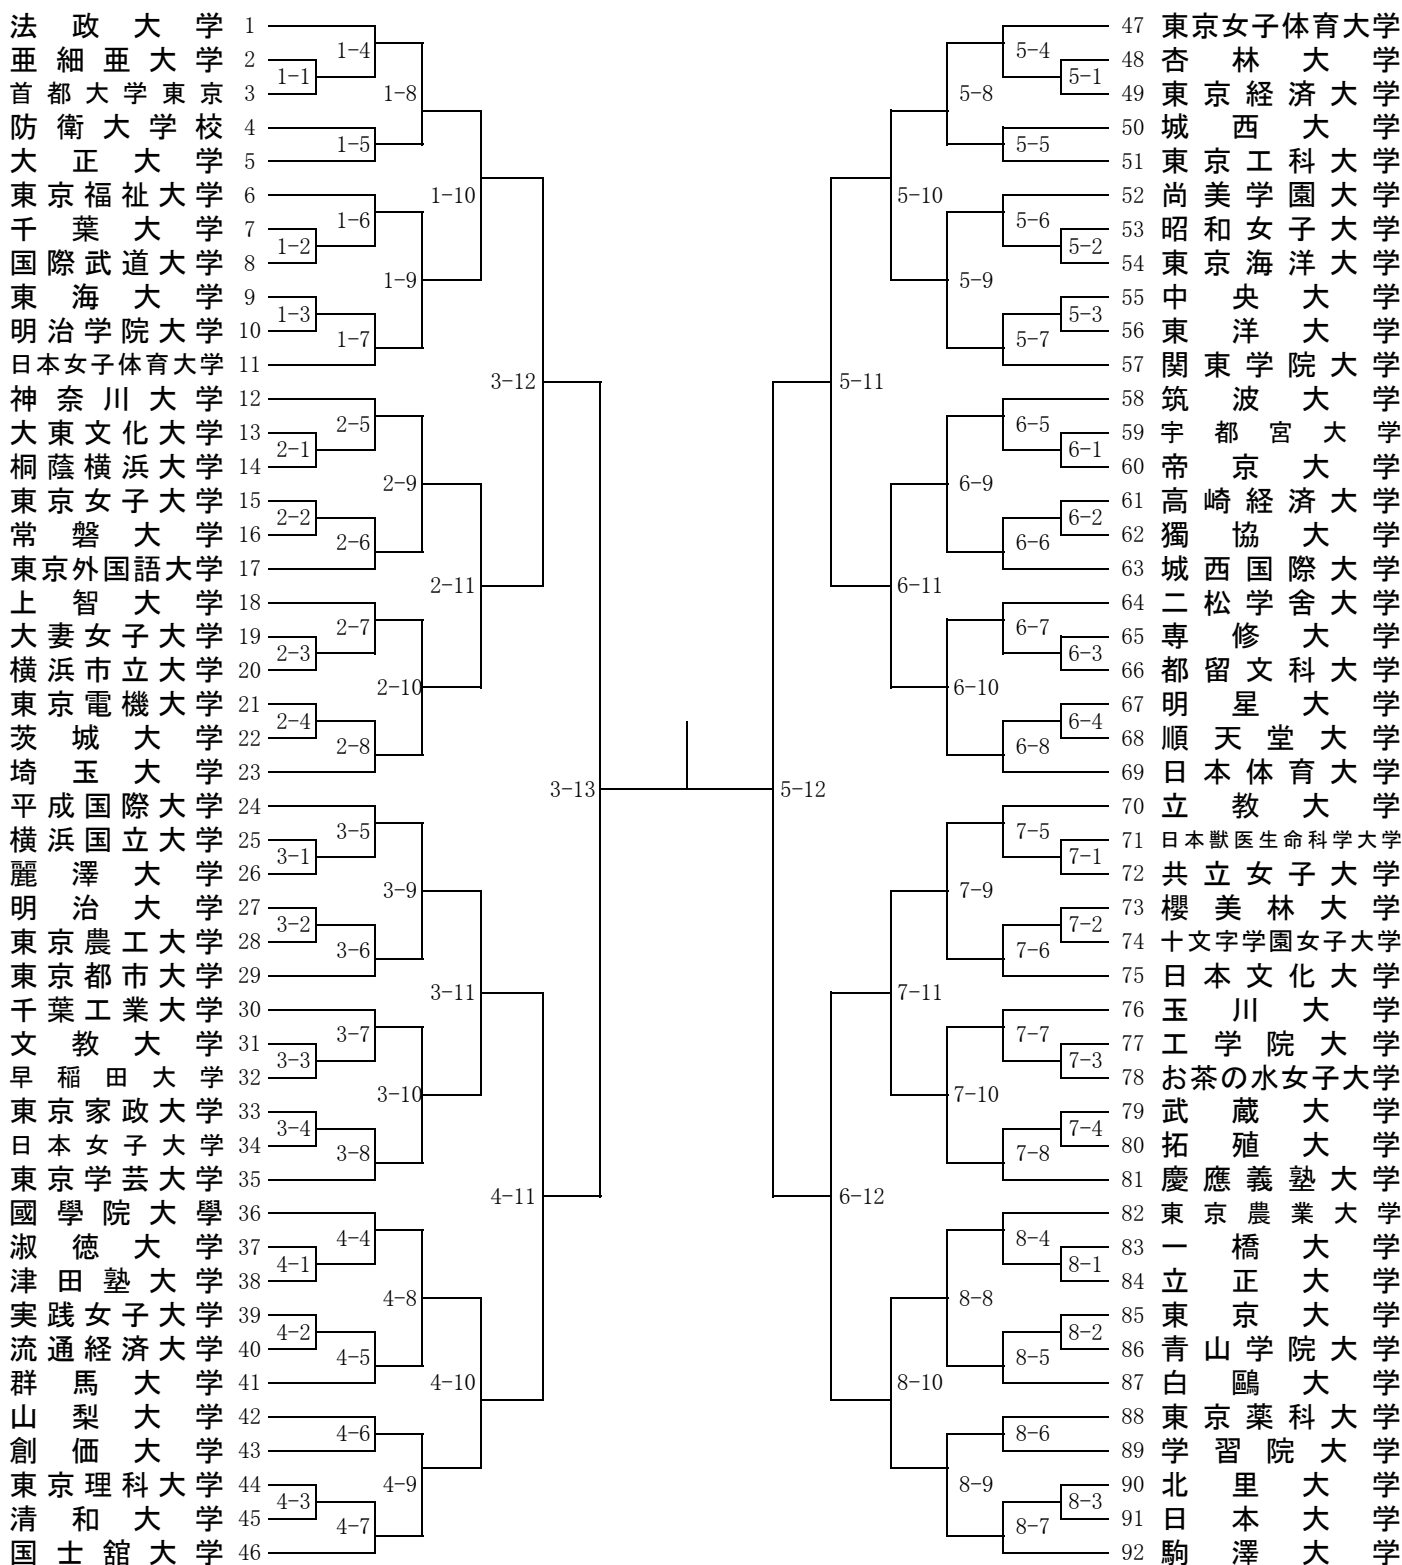 法政大学 1
亜細亜大学 2
首都大学東京 3
防衛大学校 4
大正大学 5
東京福祉大学 6
千葉大学 7
国際武道大学 8
東海大学 9
明治学院大学 10
日本女子体育大学 11
神奈川大学 12
大東文化大学 13
桐蔭横浜大学 14
東京女子大学 15
常磐大学 16
東京外国語大学 17
上智大学 18
大妻女子大学 19
横浜市立大学 20
東京電機大学 21
茨城大学 22
埼玉大学 23
平成国際大学 24
横浜国立大学 25
麗澤大学 26
明治大学 27
東京農工大学 28
東京都市大学 29
千葉工業大学 30
文教大学 31
早稲田大学 32
東京家政大学 33
日本女子大学 34
東京学芸大学 35
國學院大學 36
淑徳大学 37
津田塾大学 38
実践女子大学 39
流通経済大学 40
群馬大学 41
山梨大学 42
創価大学 43
東京理科大学 44
清和大学 45
国士舘大学 46
1-1
1-2
1-3
2-1
2-2
2-3
2-4
3-1
3-2
3-3
3-4
4-1
4-2
4-3
1-4
1-5
1-6
1-7
2-5
2-6
2-7
2-8
3-5
3-6
3-7
3-8
4-4
4-5
4-6
4-7
1-8
1-9
2-9
2-10
3-9
3-10
4-8
4-9
1-10
2-11
3-11
4-10
3-12
4-11
3-13
5-12
5-11
6-12
5-10
6-11
7-11
8-10
5-8
5-9
6-9
6-10
7-9
7-10
8-8
8-9
5-4
5-5
5-6
5-7
6-5
6-6
6-7
6-8
7-5
7-6
7-7
7-8
8-4
8-5
8-6
8-7
5-1
5-2
5-3
6-1
6-2
6-3
6-4
7-1
7-2
7-3
7-4
8-1
8-2
8-3
47 東京女子体育大学
48 杏林大学
49 東京経済大学
50 城西大学
51 東京工科大学
52 尚美学園大学
53 昭和女子大学
54 東京海洋大学
55 中央大学
56 東洋大学
57 関東学院大学
58 筑波大学
59 宇都宮大学
60 帝京大学
61 高崎経済大学
62 獨協大学
63 城西国際大学
64 二松学舎大学
65 専修大学
66 都留文科大学
67 明星大学
68 順天堂大学
69 日本体育大学
70 立教大学
71 日本獣医生命科学大学
72 共立女子大学
73 櫻美林大学
74 十文字学園女子大学
75 日本文化大学
76 玉川大学
77 工学院大学
78 お茶の水女子大学
79 武蔵大学
80 拓殖大学
81 慶應義塾大学
82 東京農業大学
83 一橋大学
84 立正大学
85 東京大学
86 青山学院大学
87 白鷗大学
88 東京薬科大学
89 学習院大学
90 北里大学
91 日本大学
92 駒澤大学